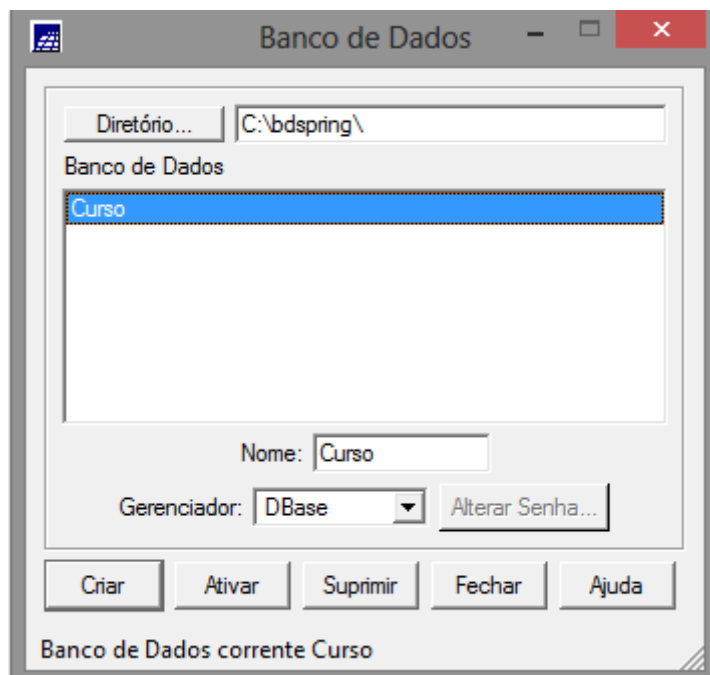 Banco de Dados
Diretório... C:\bdspring\
Banco de Dados
Curso
Nome: Curso
Gerenciador: DBase Alterar Senha...
Criar Ativar Suprimir Fechar Ajuda
Banco de Dados corrente Curso